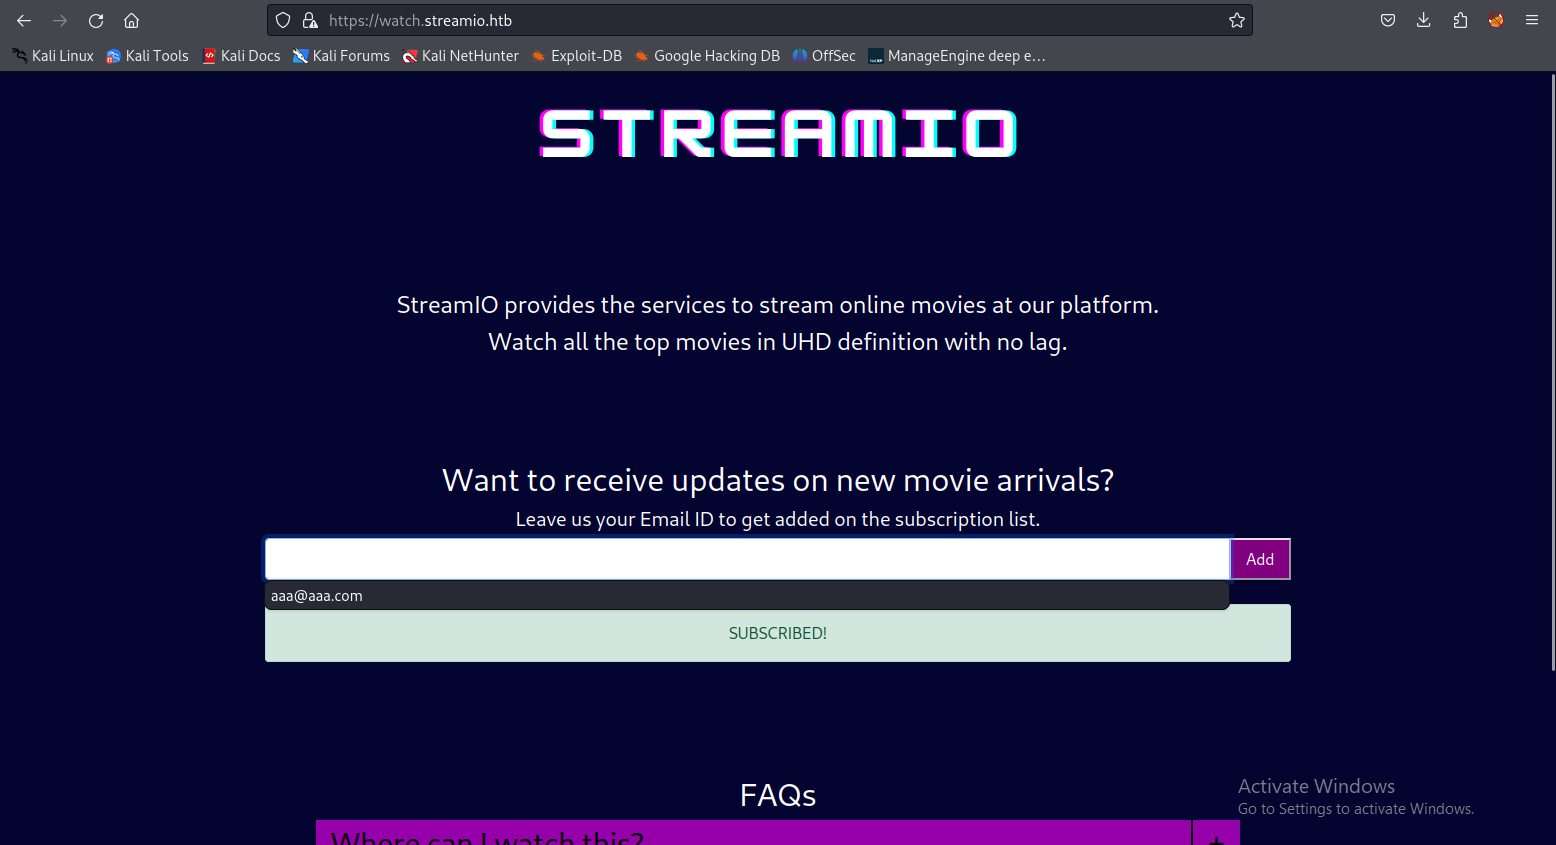 https://watch.streamio.htb
Kali Linux Kali Tools Kali Docs Kali Forums Kali NetHunter Exploit-DB Google Hacking DB OffSec ManageEngine deep e…
STREAMIO
StreamIO provides the services to stream online movies at our platform.
Watch all the top movies in UHD definition with no lag.
Want to receive updates on new movie arrivals?
Leave us your Email ID to get added on the subscription list.
Add
aaa@aaa.com
SUBSCRIBED!
Activate Windows
Go to Settings to activate Windows.
FAQs
Where can I watch this? +